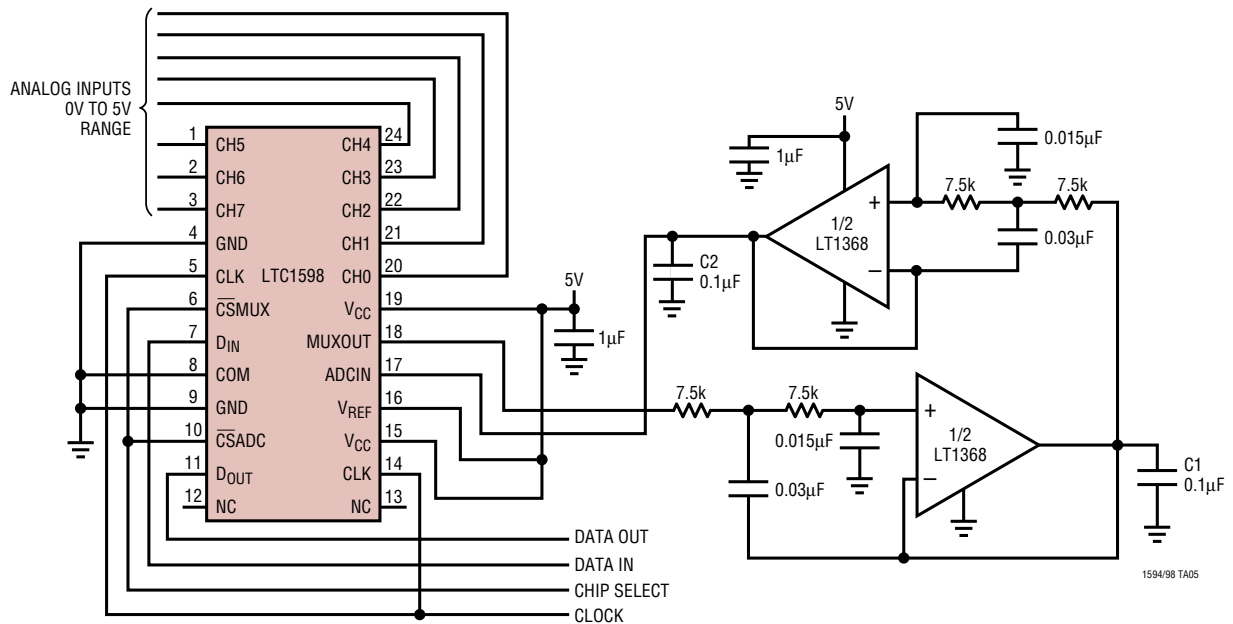 ANALOG INPUTS
0V TO 5V
RANGE
1 CH5
2 CH6
3 CH7
4 GND
5 CLK
6 C̅S̅MUX
7 DIN
8 COM
9 GND
10 C̅S̅ADC
11 DOUT
12 NC
LTC1598
24 CH4
23 CH3
22 CH2
21 CH1
20 CH0
19 VCC
18 MUXOUT
17 ADCIN
16 VREF
15 VCC
14 CLK
13 NC
5V
1µF
5V
1µF
1/2
LT1368
+
–
C2
0.1µF
0.015µF
7.5k
7.5k
0.03µF
7.5k
7.5k
0.015µF
0.03µF
+
–
1/2
LT1368
C1
0.1µF
DATA OUT
DATA IN
CHIP SELECT
CLOCK
1594/98 TA05